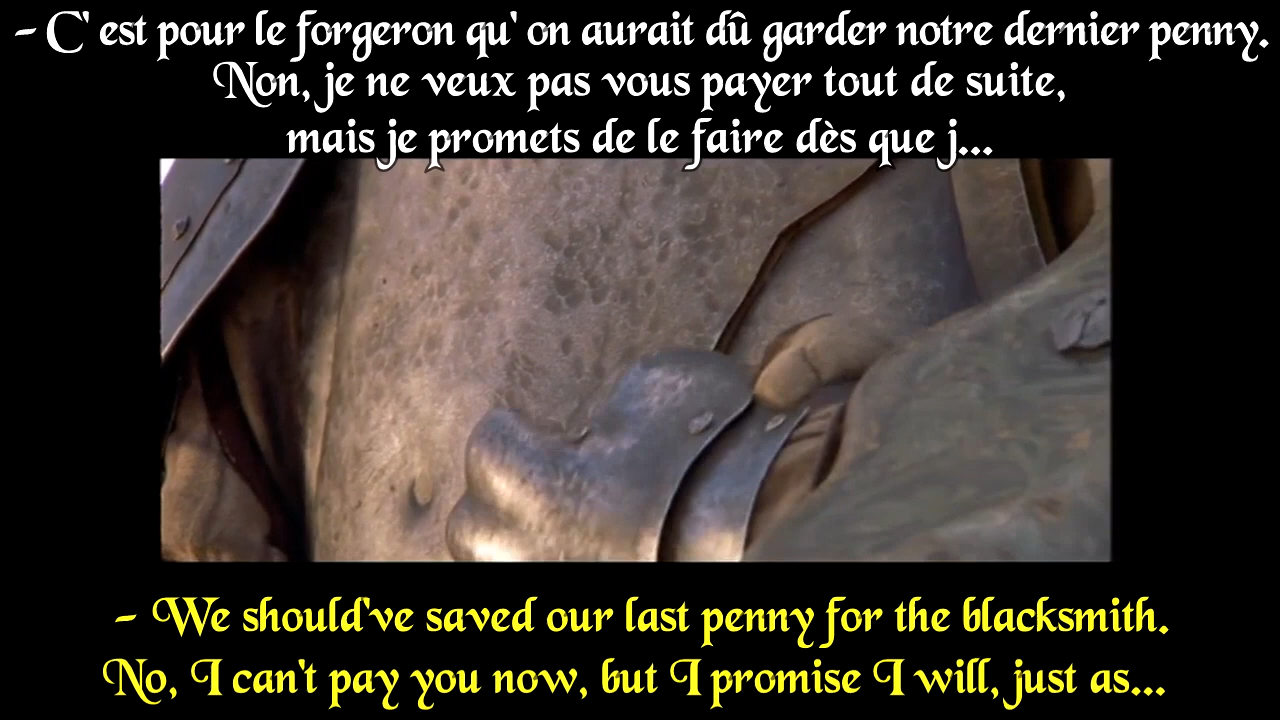 - C' est pour le forgeron qu' on aurait dû garder notre dernier penny.
Non, je ne veux pas vous payer tout de suite,
mais je promets de le faire dès que j...
- We should've saved our last penny for the blacksmith.
No, I can't pay you now, but I promise I will, just as...